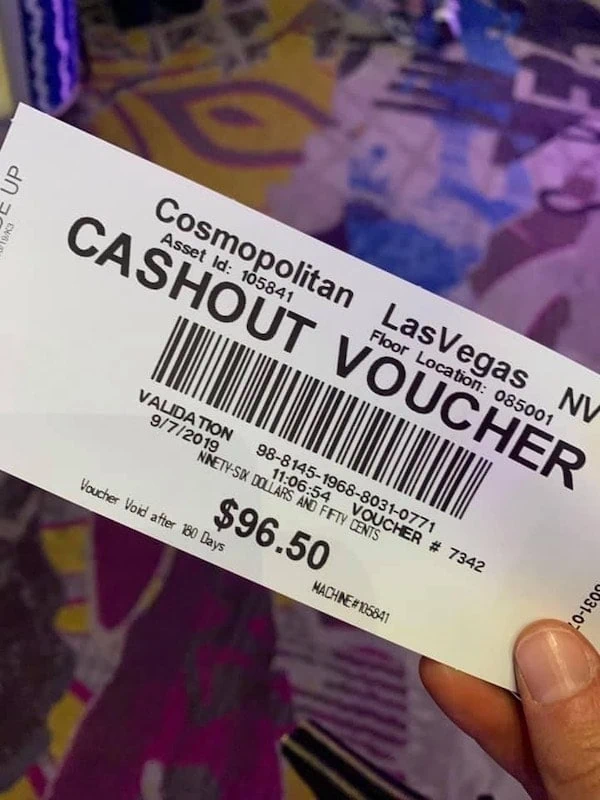 Cosmopolitan LasVegas NV
Asset Id: 105841 Floor Location: 085001
CASHOUT VOUCHER
VALIDATION 98-8145-1968-8031-0771
9/7/2019 11:06:54 VOUCHER # 7342
NINETY-SIX DOLLARS AND FIFTY CENTS
$96.50
Voucher Void after 180 Days MACHINE#105841
UP